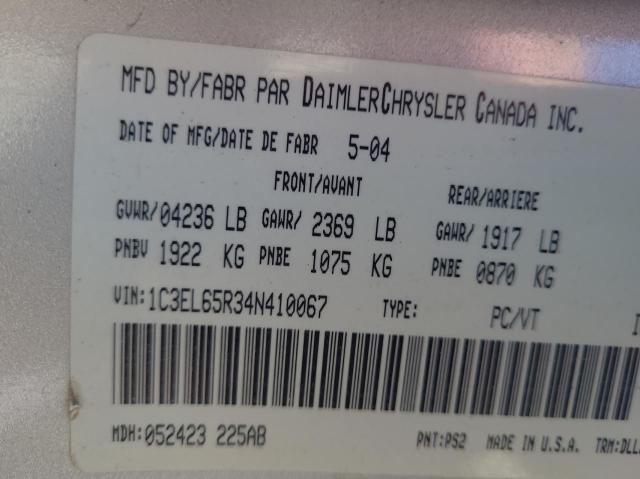 MFD BY/FABR PAR DAIMLERCHRYSLER CANADA INC.
DATE OF MFG/DATE DE FABR 5-04
FRONT/AVANT REAR/ARRIERE
GVWR/04236 LB GAWR/ 2369 LB GAWR/ 1917 LB
PNBV 1922 KG PNBE 1075 KG PNBE 0870 KG
VIN:1C3EL65R34N410067 TYPE: PC/VT
MDH:052423 225AB PNT:PS2 MADE IN U.S.A. TRM:DLL